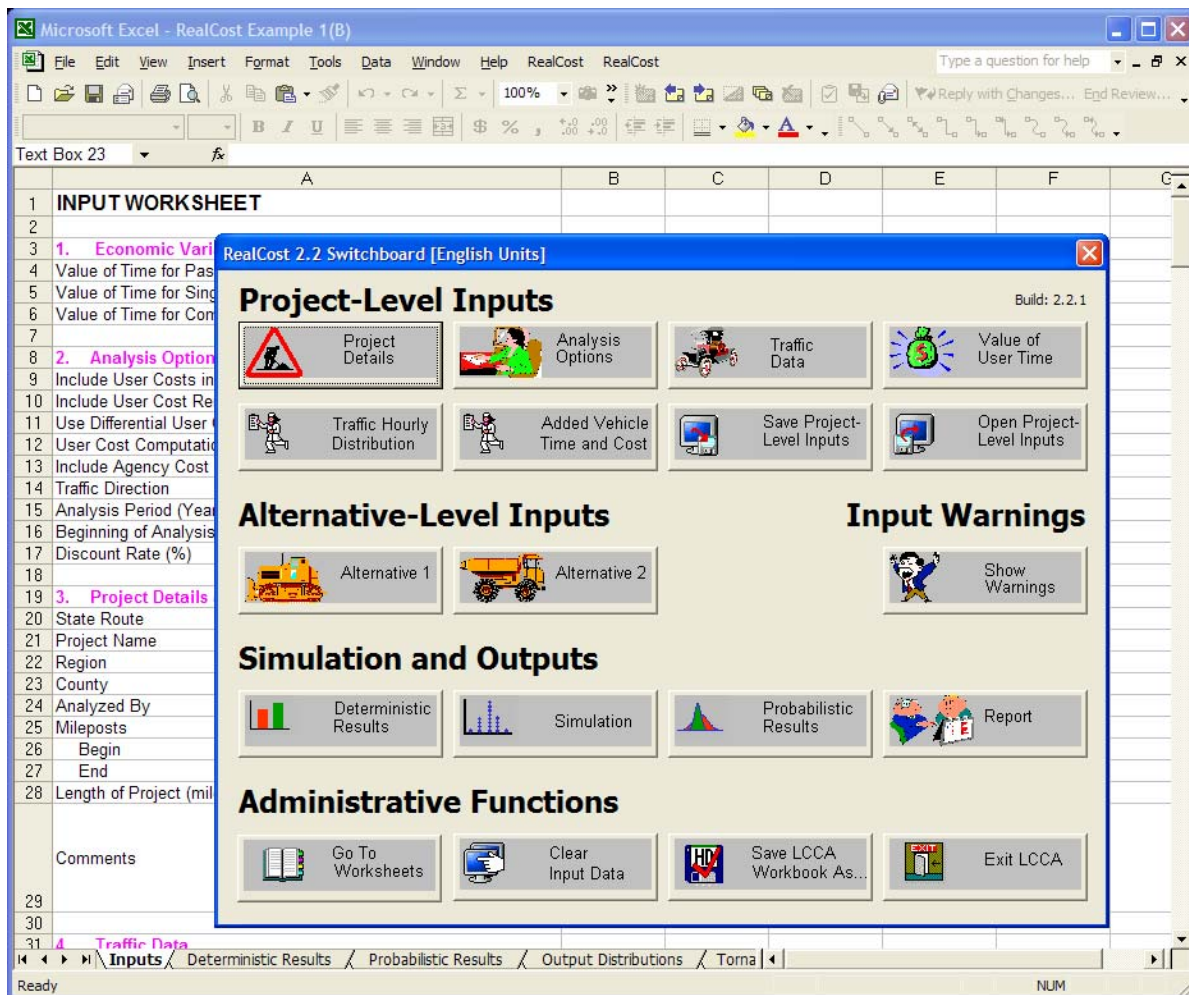 Microsoft Excel - RealCost Example 1(B)
File Edit View Insert Format Tools Data Window Help RealCost RealCost
Type a question for help
100%
Reply with Changes... End Review...
B I U $ % ,
Text Box 23 fx
A B C D E F G
1 INPUT WORKSHEET
2
3 1. Economic Vari
4 Value of Time for Pas
5 Value of Time for Sing
6 Value of Time for Com
7
8 2. Analysis Option
9 Include User Costs in
10 Include User Cost Re
11 Use Differential User
12 User Cost Computatio
13 Include Agency Cost
14 Traffic Direction
15 Analysis Period (Year
16 Beginning of Analysis
17 Discount Rate (%)
18
19 3. Project Details
20 State Route
21 Project Name
22 Region
23 County
24 Analyzed By
25 Mileposts
26 Begin
27 End
28 Length of Project (mil
Comments
29
30
31 4. Traffic Data
RealCost 2.2 Switchboard [English Units]
Project-Level Inputs
Build: 2.2.1
Project
Details
Analysis
Options
Traffic
Data
Value of
User Time
Traffic Hourly
Distribution
Added Vehicle
Time and Cost
Save Project-
Level Inputs
Open Project-
Level Inputs
Alternative-Level Inputs
Input Warnings
Alternative 1
Alternative 2
Show
Warnings
Simulation and Outputs
Deterministic
Results
Simulation
Probabilistic
Results
Report
Administrative Functions
Go To
Worksheets
Clear
Input Data
HD
Save LCCA
Workbook As...
EXIT
Exit LCCA
Inputs Deterministic Results Probabilistic Results Output Distributions Torna
Ready NUM